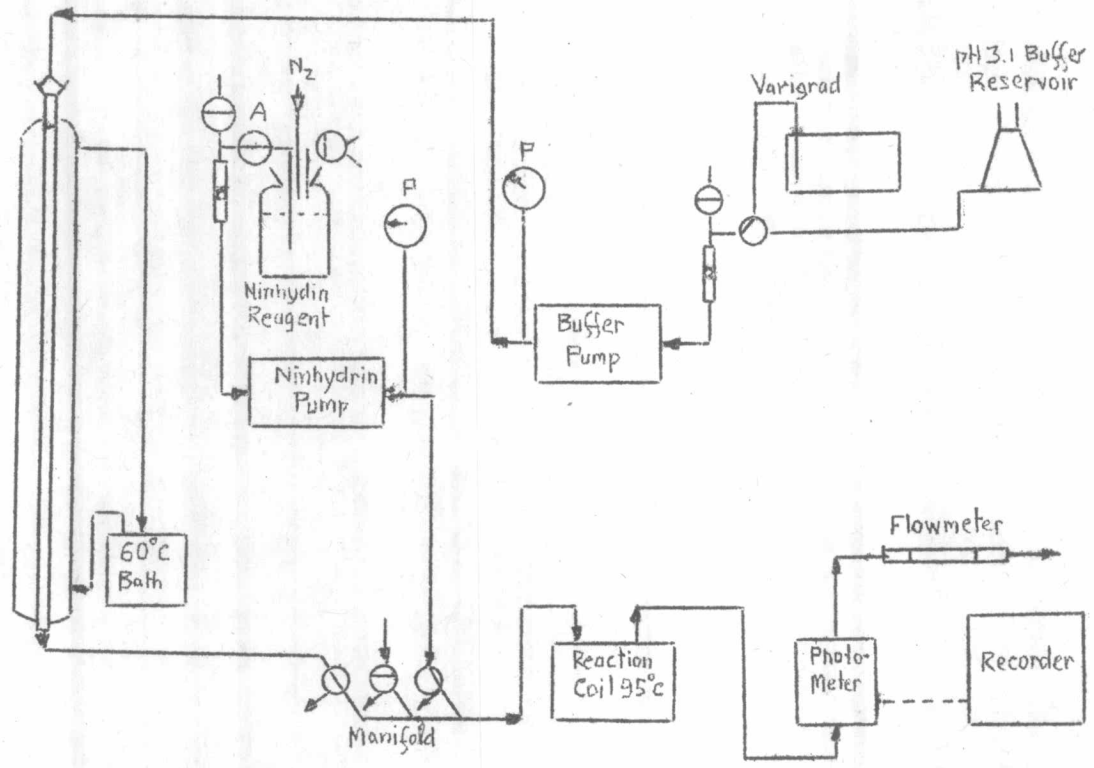 N2
A
P
P
Varigrad
pH 3.1 Buffer
Reservoir
Ninhydin
Reagent
Buffer
Pump
Ninhydrin
Pump
60°C
Bath
Flowmeter
Reaction
Coil 95°C
Photo-
Meter
Recorder
Manifold